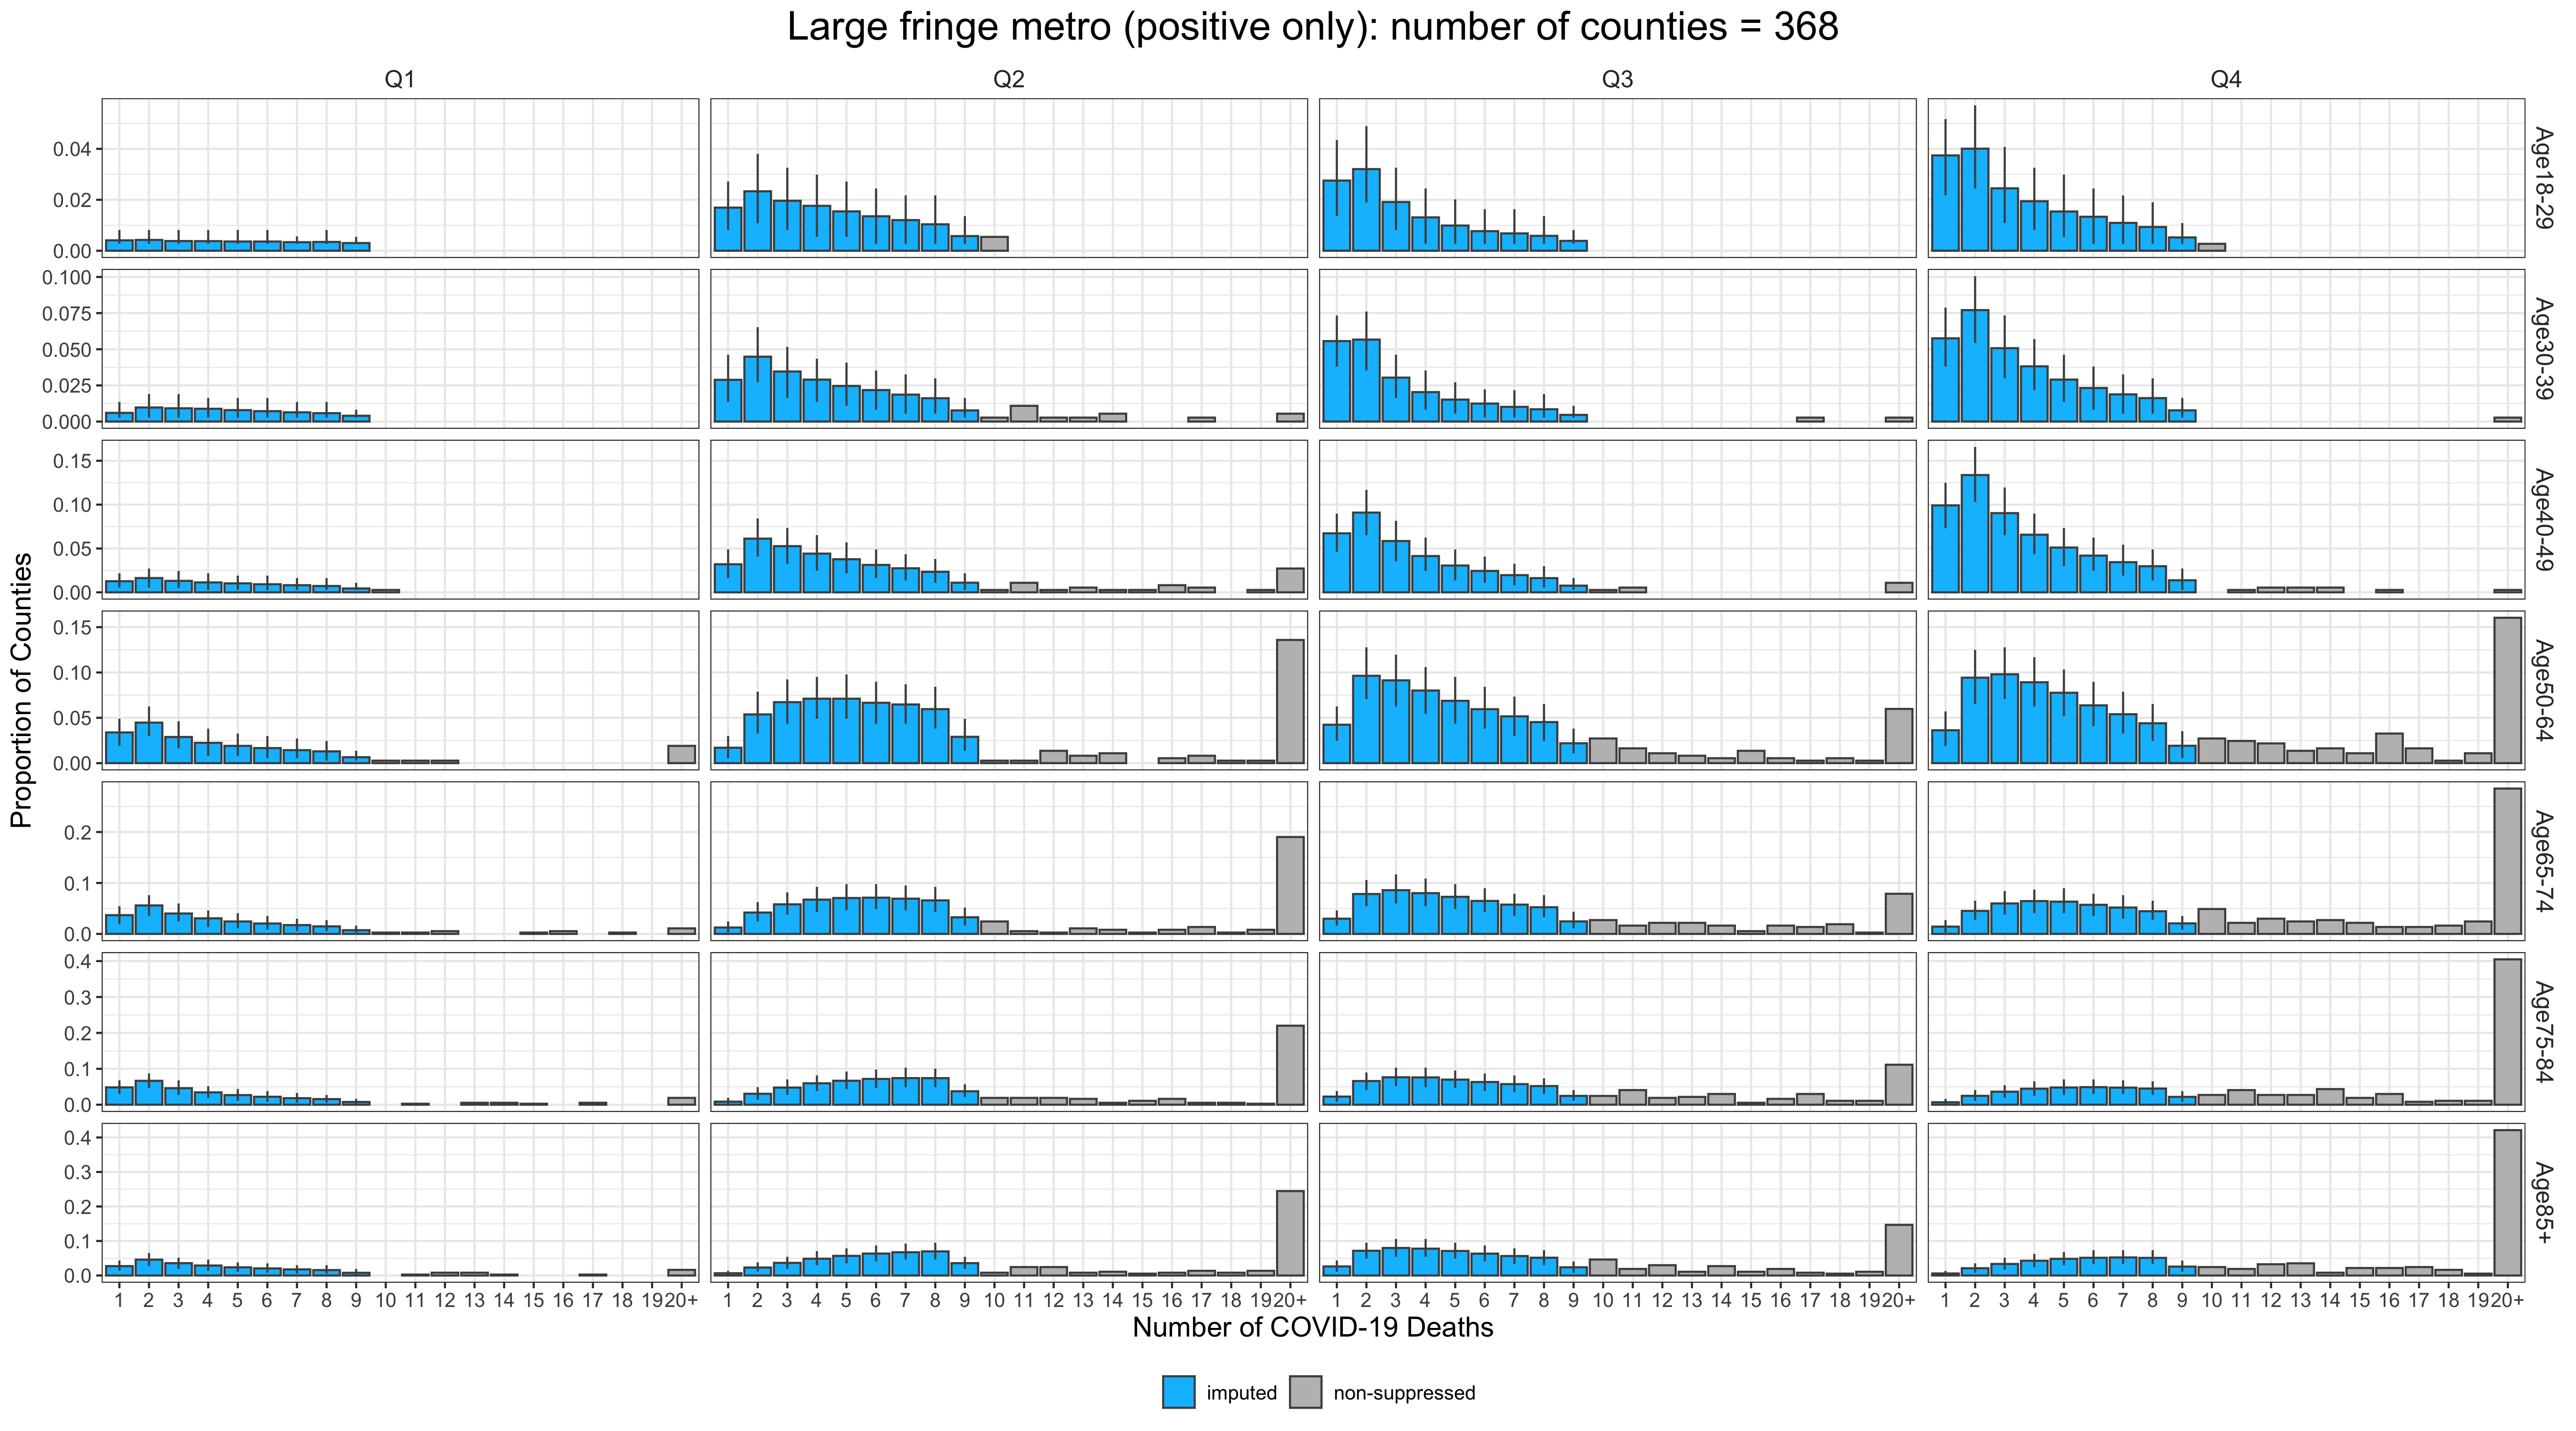 Large fringe metro (positive only): number of counties = 368
Q1 Q2 Q3 Q4
0.04
0.02
0.00
Age18-29
0.100
0.075
0.050
0.025
0.000
Age30-39
0.15
0.10
0.05
0.00
Age40-49
0.15
0.10
0.05
0.00
Age50-64
0.2
0.1
0.0
Age65-74
0.4
0.3
0.2
0.1
0.0
Age75-84
0.4
0.3
0.2
0.1
0.0
Age85+
Proportion of Counties
1 2 3 4 5 6 7 8 9 10 11 12 13 14 15 16 17 18 19 20+ 1 2 3 4 5 6 7 8 9 10 11 12 13 14 15 16 17 18 19 20+ 1 2 3 4 5 6 7 8 9 10 11 12 13 14 15 16 17 18 19 20+ 1 2 3 4 5 6 7 8 9 10 11 12 13 14 15 16 17 18 19 20+
Number of COVID-19 Deaths
imputed non-suppressed